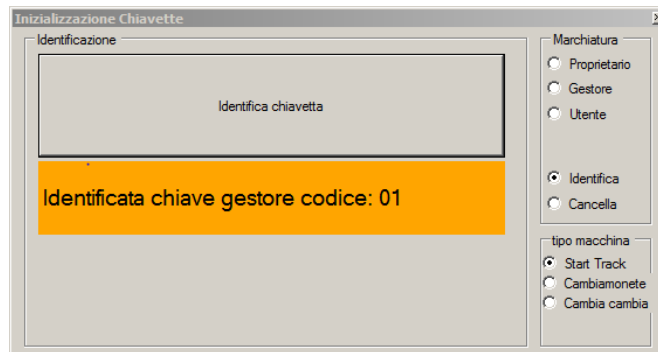 Inizializzazione Chiavette
Identificazione
Identifica chiavetta
Identificata chiave gestore codice: 01
Marchiatura
Proprietario
Gestore
Utente
Identifica
Cancella
tipo macchina
Start Track
Cambiamonete
Cambia cambia